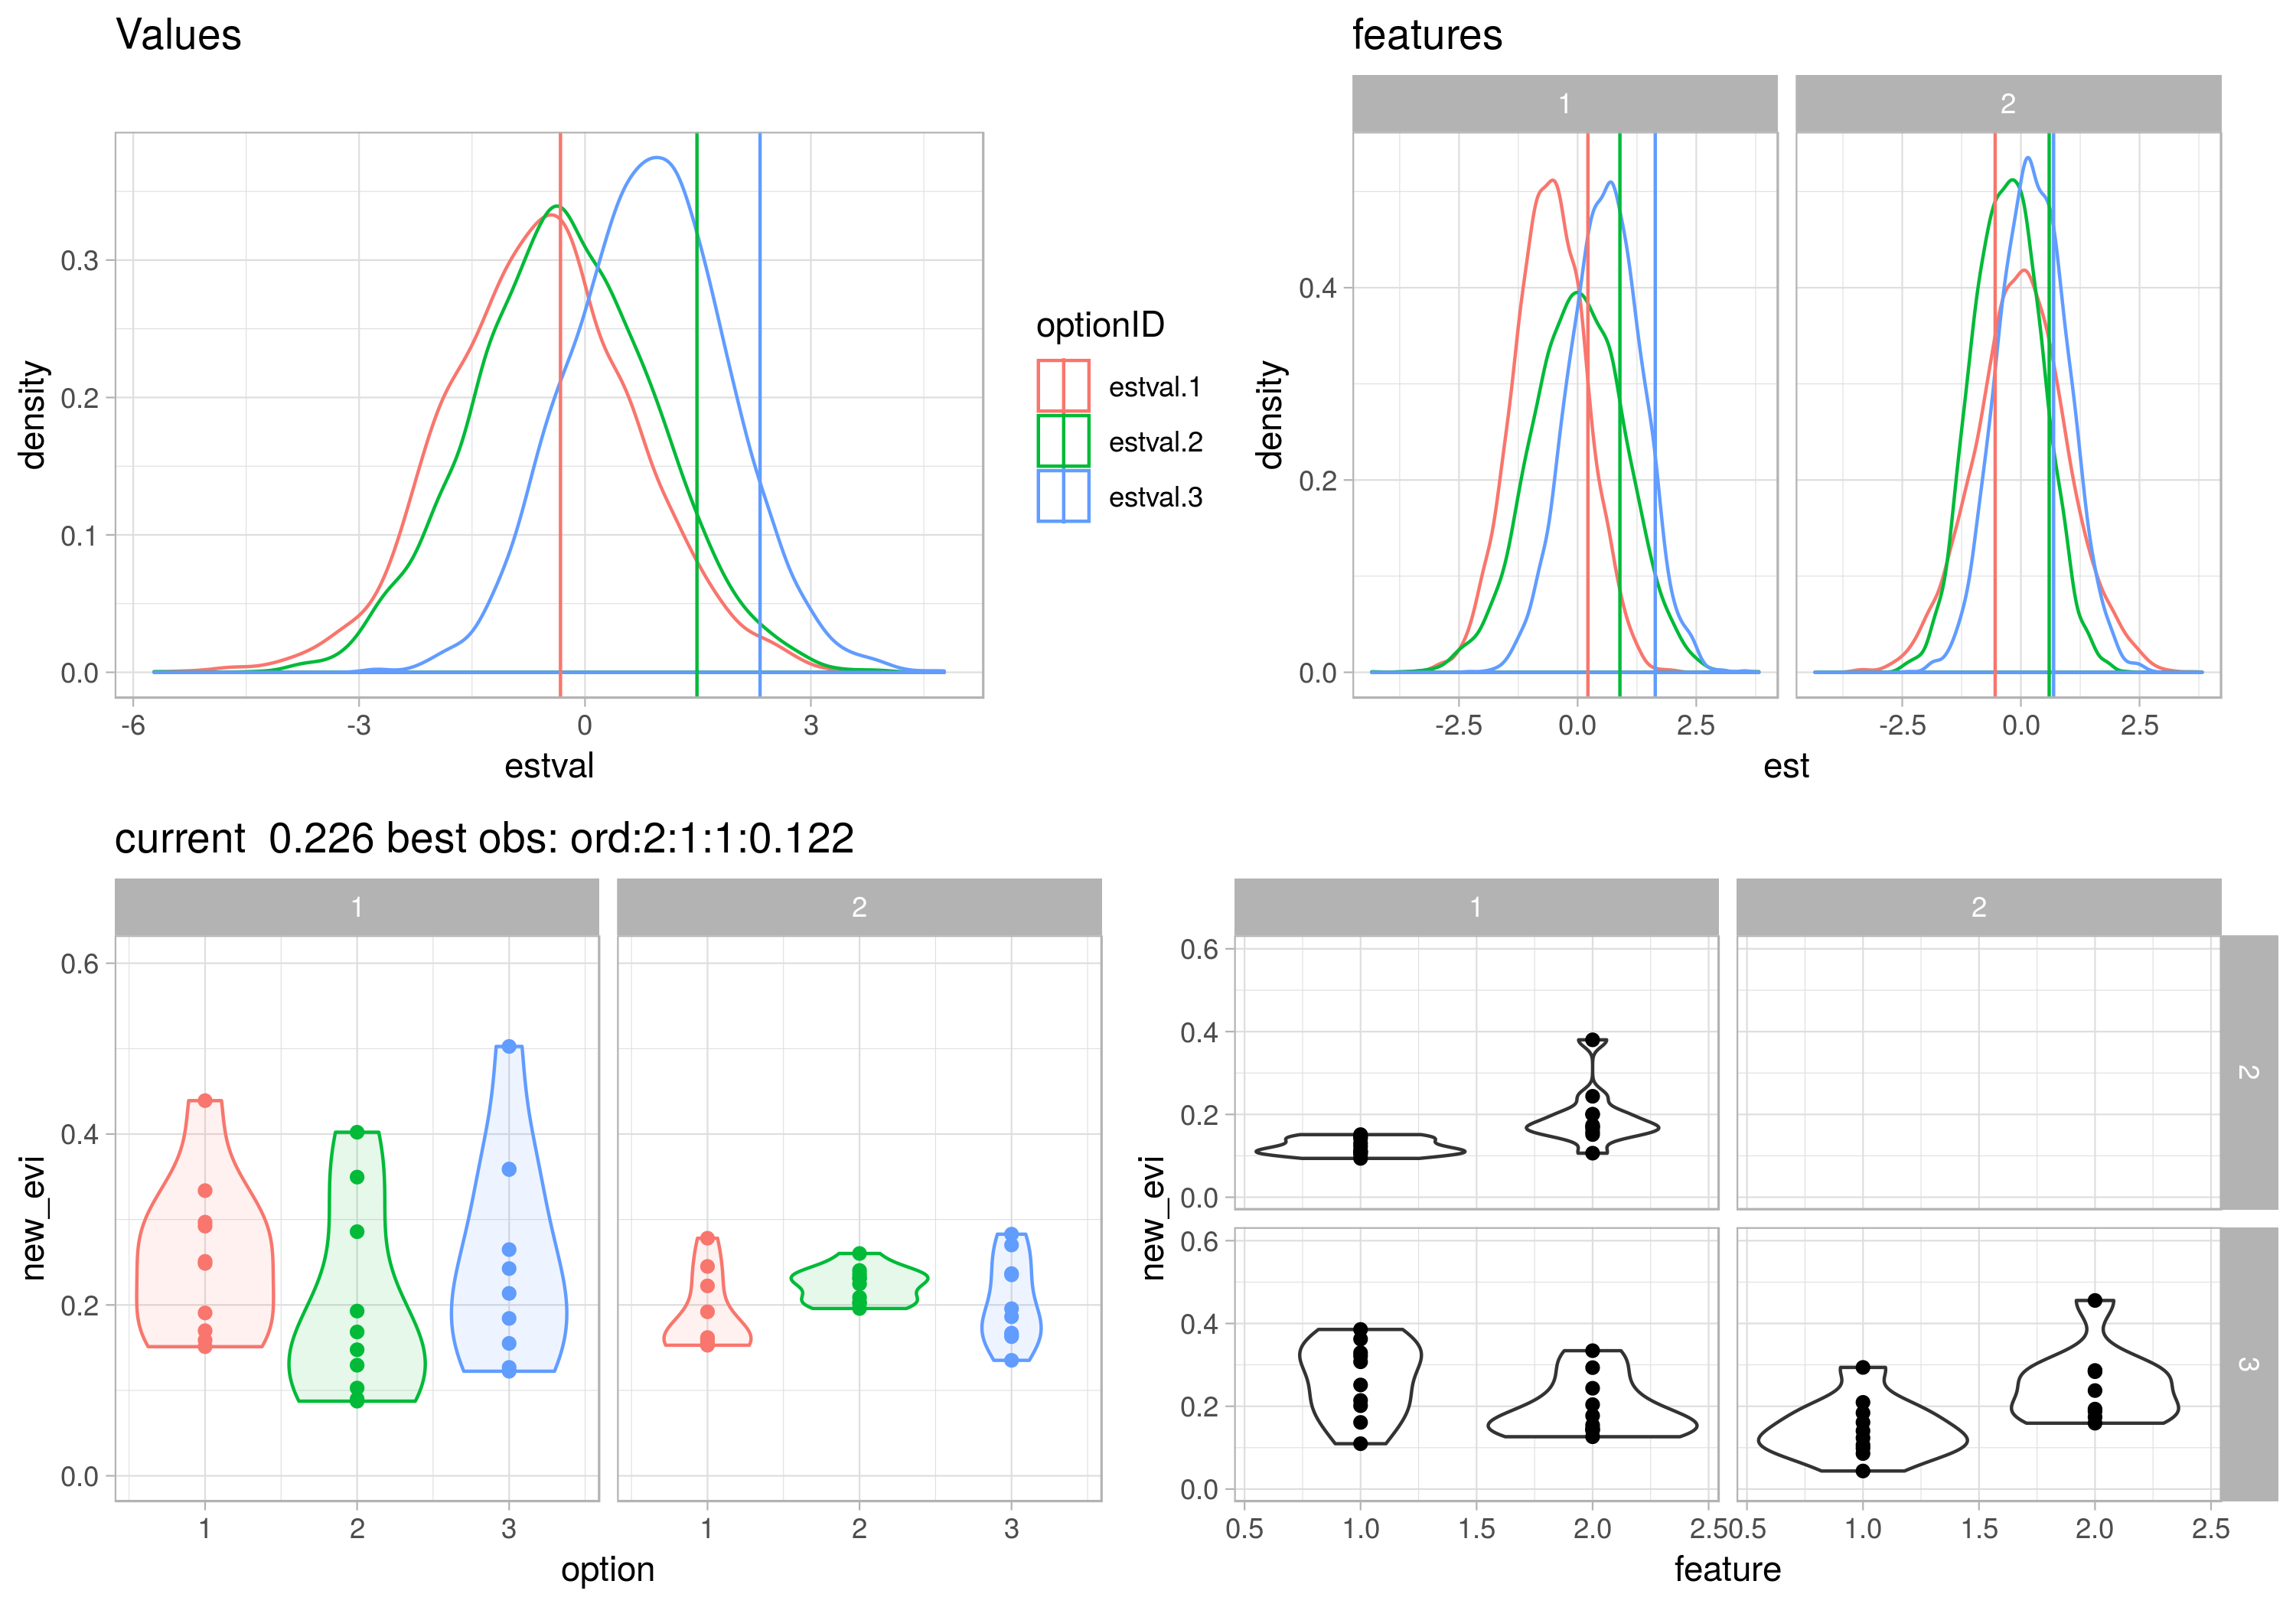 Values
density
0.3
0.2
0.1
0.0
-6 -3 0 3
estval
optionID
estval.1
estval.2
estval.3
features
1 2
density
0.4
0.2
0.0
-2.5 0.0 2.5 -2.5 0.0 2.5
est
current 0.226 best obs: ord:2:1:1:0.122
1 2
new_evi
0.6
0.4
0.2
0.0
1 2 3 1 2 3
option
1 2
new_evi
0.6
0.4
0.2
0.0
2
0.6
0.4
0.2
0.0
3
0.5 1.0 1.5 2.0 2.5 0.5 1.0 1.5 2.0 2.5
feature